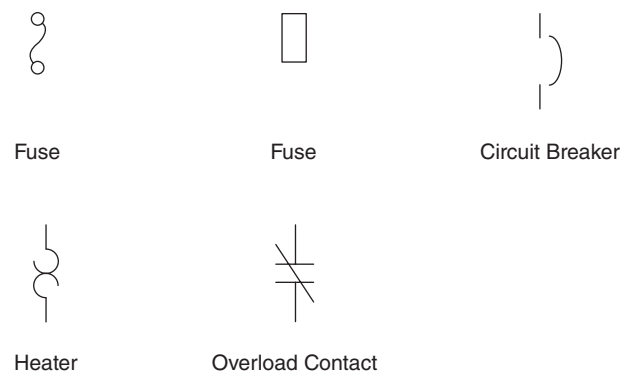 Fuse
Fuse
Circuit Breaker
Heater
Overload Contact